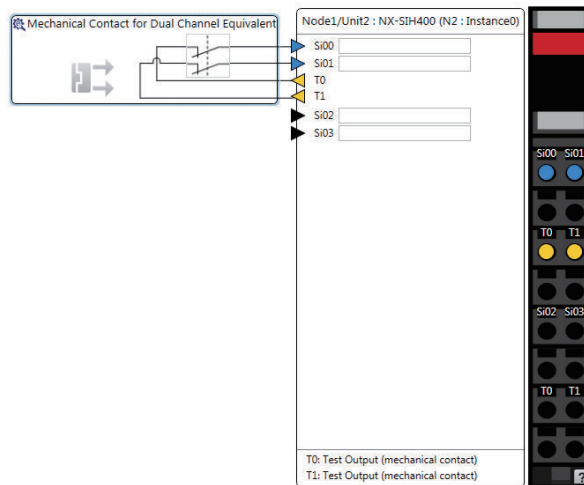 Mechanical Contact for Dual Channel Equivalent
Node1/Unit2 : NX-SIH400 (N2 : Instance0)
Si00
Si01
T0
T1
Si02
Si03
Si00 Si01
T0 T1
Si02 Si03
T0 T1
T0: Test Output (mechanical contact)
T1: Test Output (mechanical contact)
?